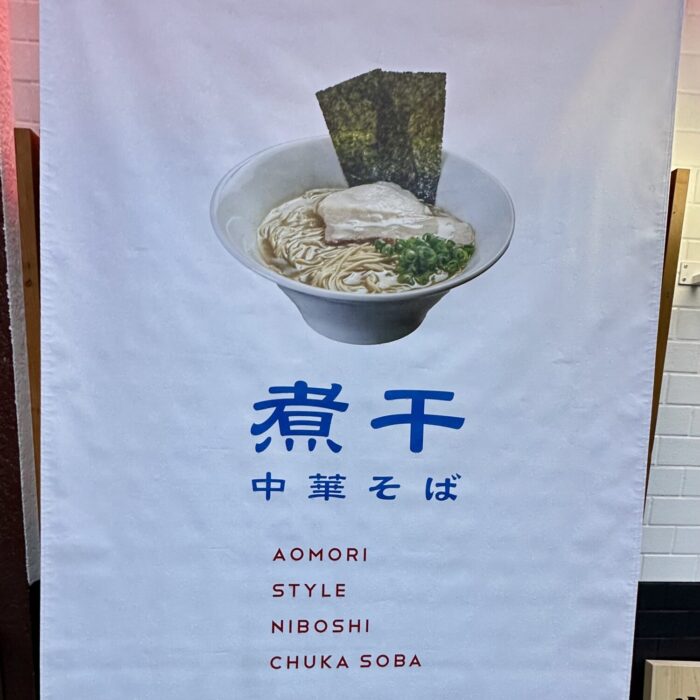 煮干
中華そば
AOMORI
STYLE
NIBOSHI
CHUKA SOBA